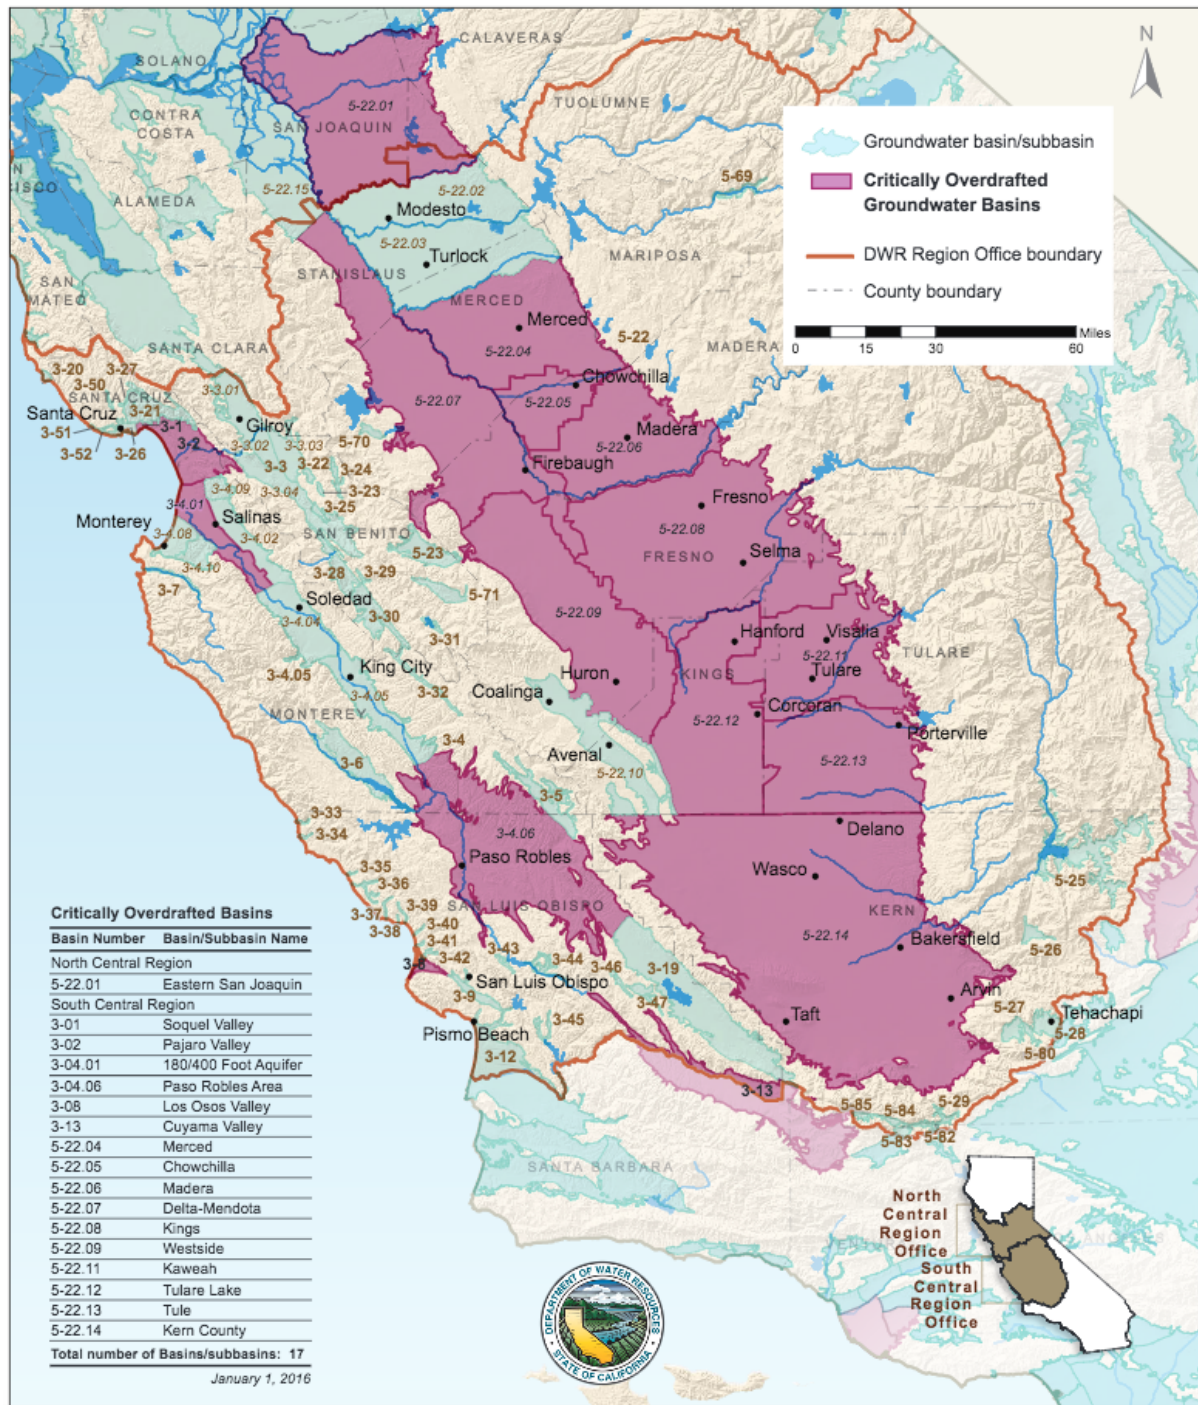 N
CALAVERAS
SOLANO
TUOLUMNE
CONTRA
COSTA
5-22.01
SAN JOAQUIN
Groundwater basin/subbasin
Critically Overdrafted
Groundwater Basins
DWR Region Office boundary
County boundary
Miles
0 15 30 60
ALAMEDA
5-22.15
5-22.02
5-69
Modesto
5-22.03
Turlock
STANISLAUS
MARIPOSA
SAN
MATEO
MERCED
Merced
5-22.04
5-22
MADERA
SANTA CLARA
3-20
3-27
3-50
3-3.01
SANTA CRUZ
Chowchilla
5-22.07
5-22.05
Santa Cruz
3-21
3-1
Gilroy
3-51
3-52
3-26
3-2
3-3.02
3-3.03
5-70
Madera
5-22.06
3-3
3-22
3-24
Firebaugh
3-4.09
3-3.04
3-23
3-25
3-4.01
Fresno
Monterey
Salinas
3-4.08
3-4.02
SAN BENITO
5-22.08
FRESNO
Selma
5-23
3-4.10
3-7
3-28
3-29
5-71
Soledad
3-4.04
3-30
5-22.09
3-31
Hanford
Visalia
5-22.11
TULARE
Tulare
KINGS
Huron
King City
3-4.05
3-4.05
3-32
Coalinga
Corcoran
5-22.12
Porterville
MONTEREY
3-4
Avenal
5-22.10
5-22.13
3-6
3-5
3-33
3-34
3-4.06
Delano
Paso Robles
Wasco
3-35
3-36
5-25
SAN LUIS OBISPO
KERN
3-37
3-39
3-38
3-40
3-41
3-42
3-43
3-44
3-46
3-19
5-22.14
Bakersfield
5-26
3-8
San Luis Obispo
3-9
3-47
Arvin
5-27
Taft
Tehachapi
5-28
Pismo Beach
3-45
5-80
3-12
3-13
5-85
5-84
5-29
5-83
5-82
SANTA BARBARA
North
Central
Region
Office
South
Central
Region
Office
Critically Overdrafted Basins
Basin Number Basin/Subbasin Name
North Central Region
5-22.01 Eastern San Joaquin
South Central Region
3-01 Soquel Valley
3-02 Pajaro Valley
3-04.01 180/400 Foot Aquifer
3-04.06 Paso Robles Area
3-08 Los Osos Valley
3-13 Cuyama Valley
5-22.04 Merced
5-22.05 Chowchilla
5-22.06 Madera
5-22.07 Delta-Mendota
5-22.08 Kings
5-22.09 Westside
5-22.11 Kaweah
5-22.12 Tulare Lake
5-22.13 Tule
5-22.14 Kern County
Total number of Basins/subbasins: 17
January 1, 2016
DEPARTMENT OF WATER RESOURCES
STATE OF CALIFORNIA